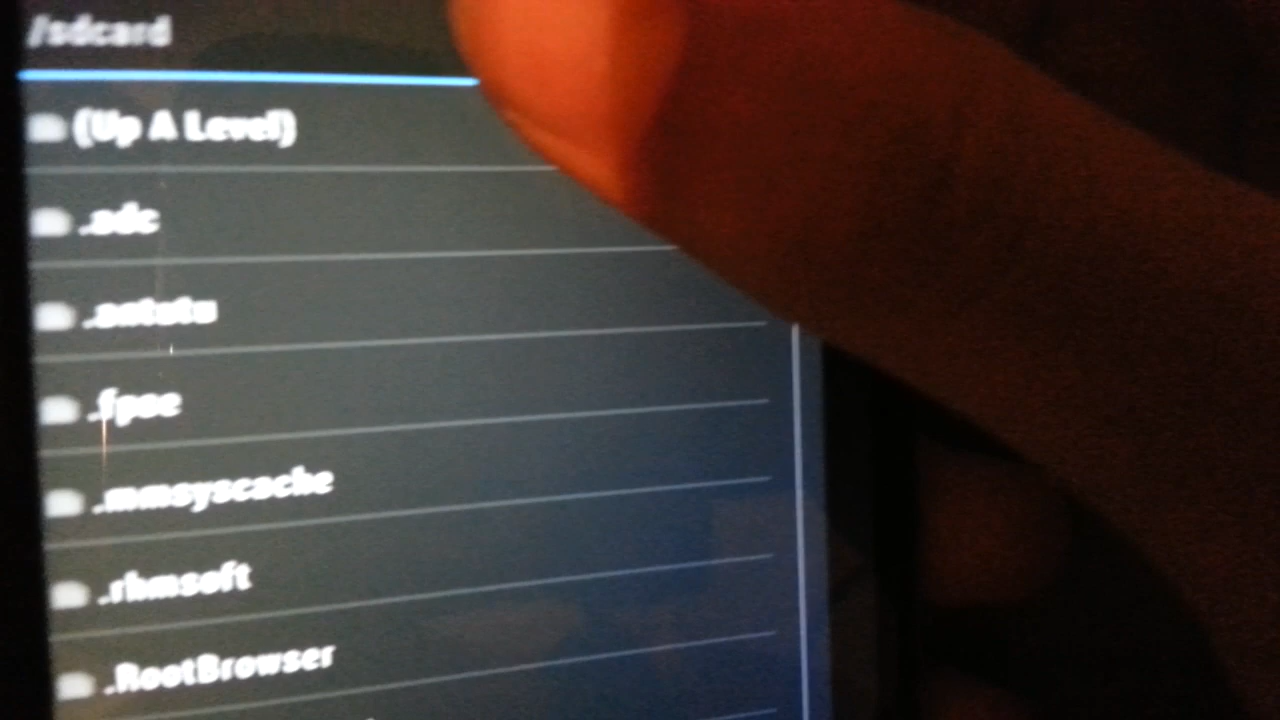 /sdcard
(Up A Level)
.adc
.antutu
.fpoe
.mmsyscache
.rhmsoft
.RootBrowser